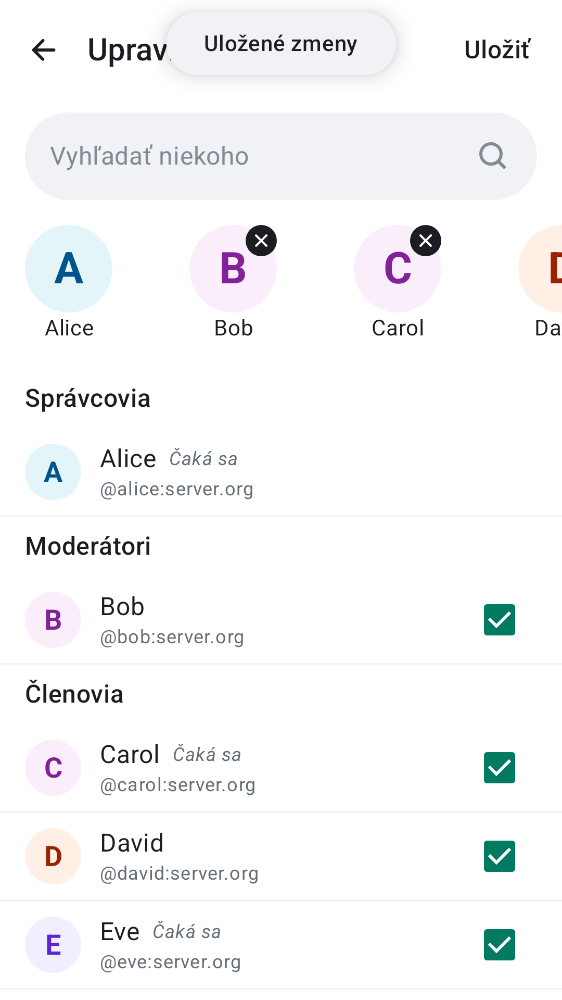 Uprav
Uložené zmeny
Uložiť
Vyhľadať niekoho
A
B
C
Alice
Bob
Carol
Da
Správcovia
A
Alice Čaká sa
@alice:server.org
Moderátori
B
Bob
@bob:server.org
Členovia
C
Carol Čaká sa
@carol:server.org
D
David
@david:server.org
E
Eve Čaká sa
@eve:server.org